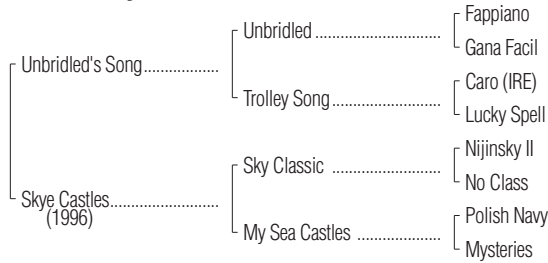 Fappiano
Unbridled ..................
Gana Facil
Unbridled's Song...................
Caro (IRE)
Trolley Song...............
Lucky Spell
Nijinsky II
Sky Classic ................
No Class
Skye Castles...........................
(1996)
Polish Navy
My Sea Castles ..................
Mysteries